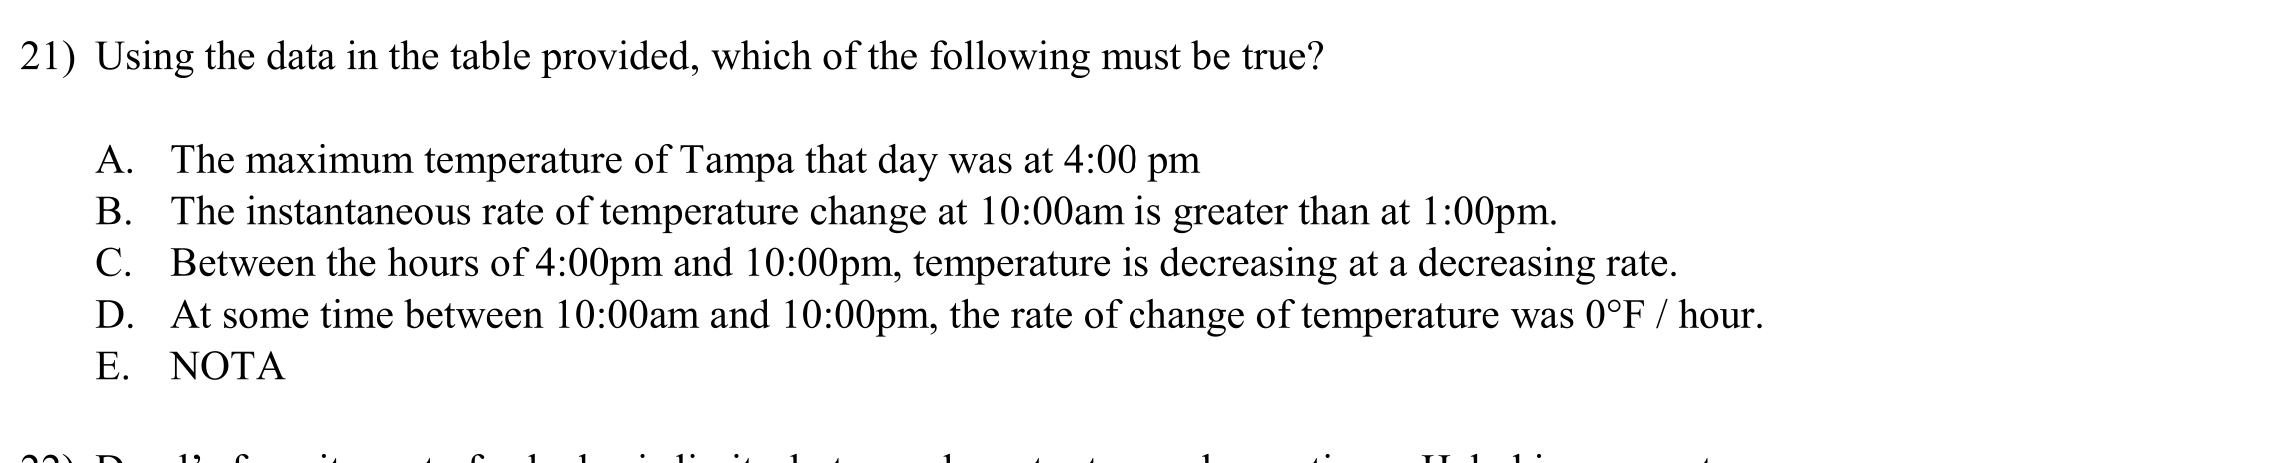 21) Using the data in the table provided, which of the following must be true?
A. The maximum temperature of Tampa that day was at 4:00 pm
B. The instantaneous rate of temperature change at 10:00am is greater than at 1:00pm.
C. Between the hours of 4:00pm and 10:00pm, temperature is decreasing at a decreasing rate.
D. At some time between 10:00am and 10:00pm, the rate of change of temperature was 0°F / hour.
E. NOTA